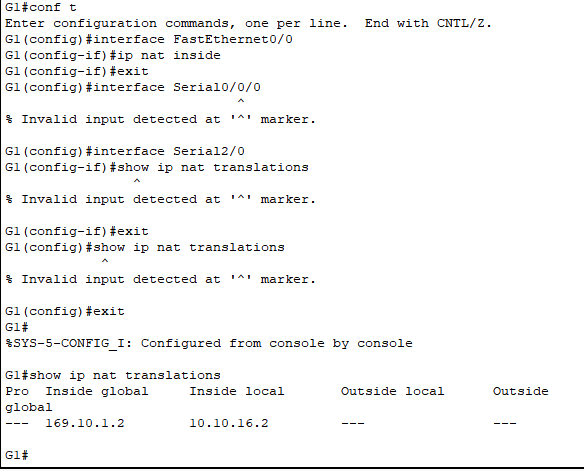 G1#conf t
Enter configuration commands, one per line.  End with CNTL/Z.
G1(config)#interface FastEthernet0/0
G1(config-if)#ip nat inside
G1(config-if)#exit
G1(config)#interface Serial0/0/0
                             ^
% Invalid input detected at '^' marker.

G1(config)#interface Serial2/0
G1(config-if)#show ip nat translations
                ^
% Invalid input detected at '^' marker.

G1(config-if)#exit
G1(config)#show ip nat translations
            ^
% Invalid input detected at '^' marker.

G1(config)#exit
G1#
%SYS-5-CONFIG_I: Configured from console by console

G1#show ip nat translations
Pro  Inside global     Inside local       Outside local      Outside
global
---  169.10.1.2        10.10.16.2         ---                ---

G1#